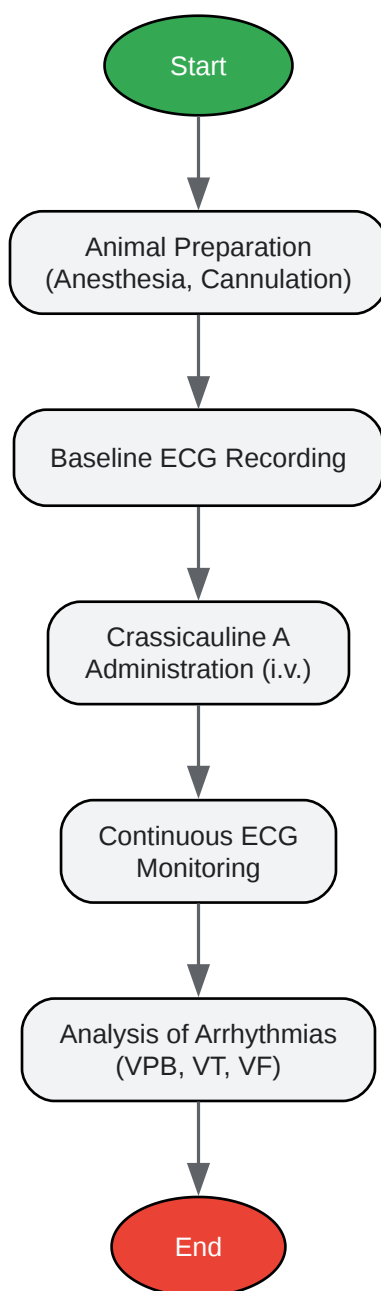 Start
Animal Preparation
(Anesthesia, Cannulation)
Baseline ECG Recording
Crassicauline A
Administration (i.v.)
Continuous ECG
Monitoring
Analysis of Arrhythmias
(VPB, VT, VF)
End